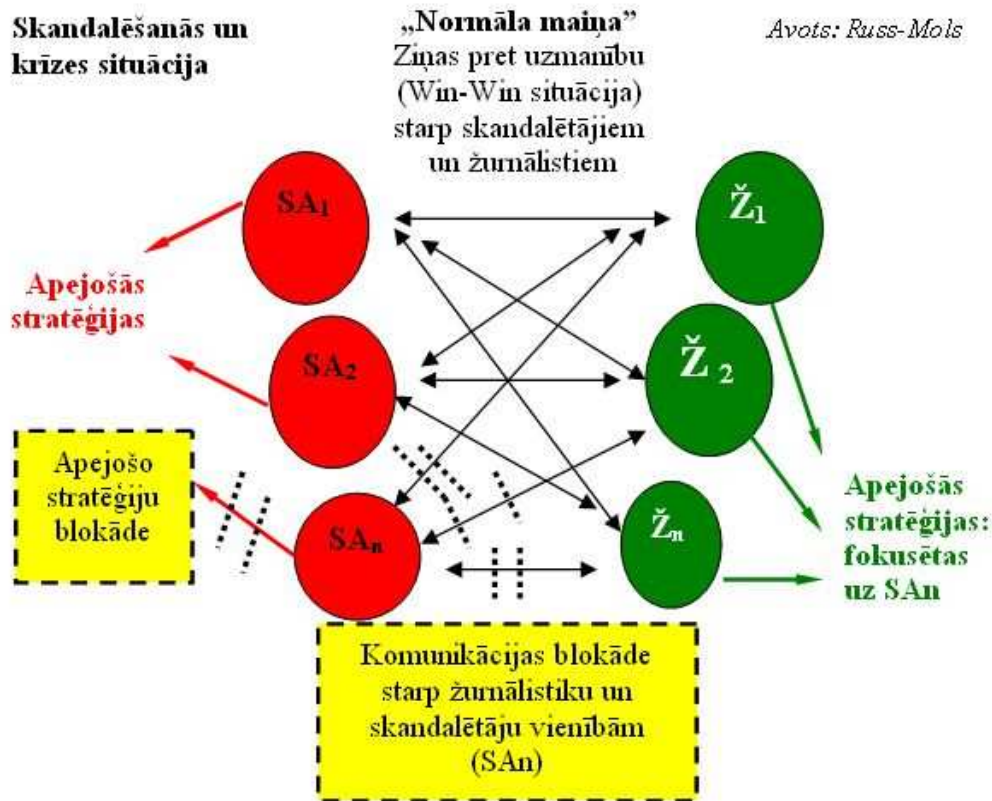 Skandalēšanās un
krīzes situācija
„Normāla maiņa”
Ziņas pret uzmanību
(Win-Win situācija)
starp skandalētājiem
un žurnālistiem
Avots: Russ-Mols
SA₁
Ž₁
Apejošās
stratēģijas
SA₂
Ž ₂
Apejošo
stratēģiju
blokāde
SAₙ
Žₙ
Apejošās
stratēģijas:
fokusētas
uz SAn
Komunikācijas blokāde
starp žurnālistiku un
skandalētāju vienībām
(SAn)